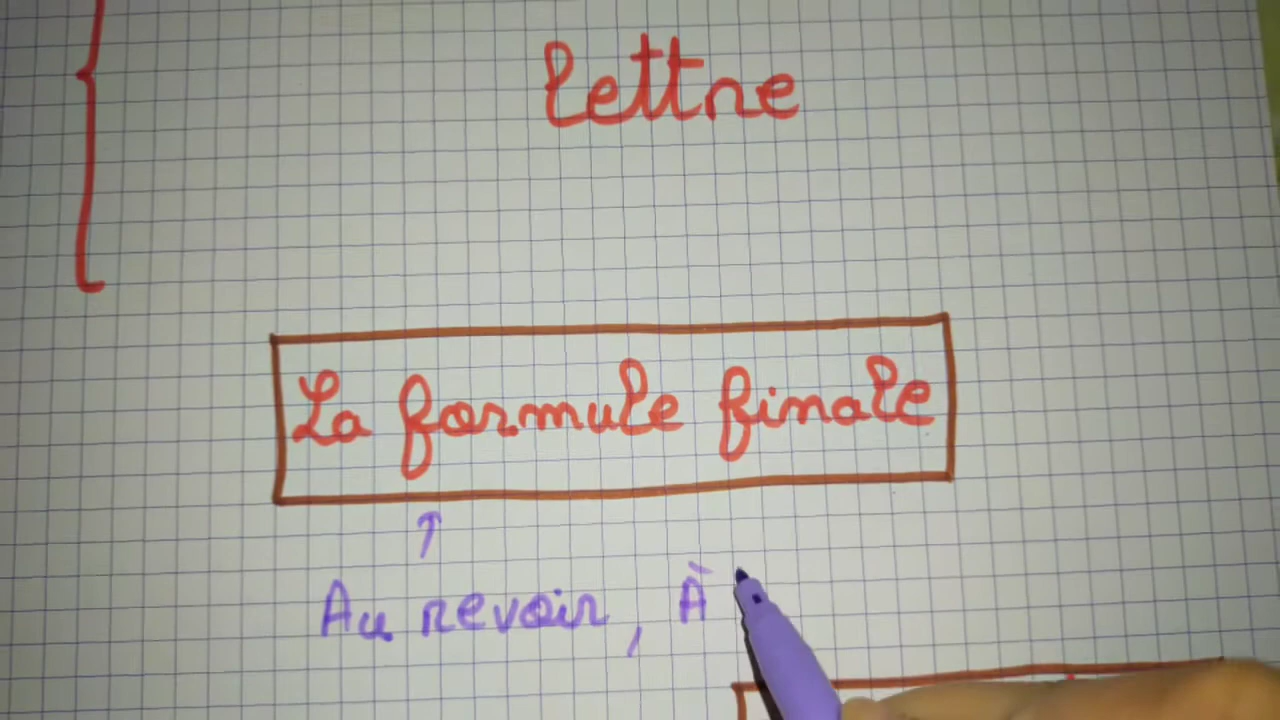 lettre
La formule finale
↑
Au revoir, À